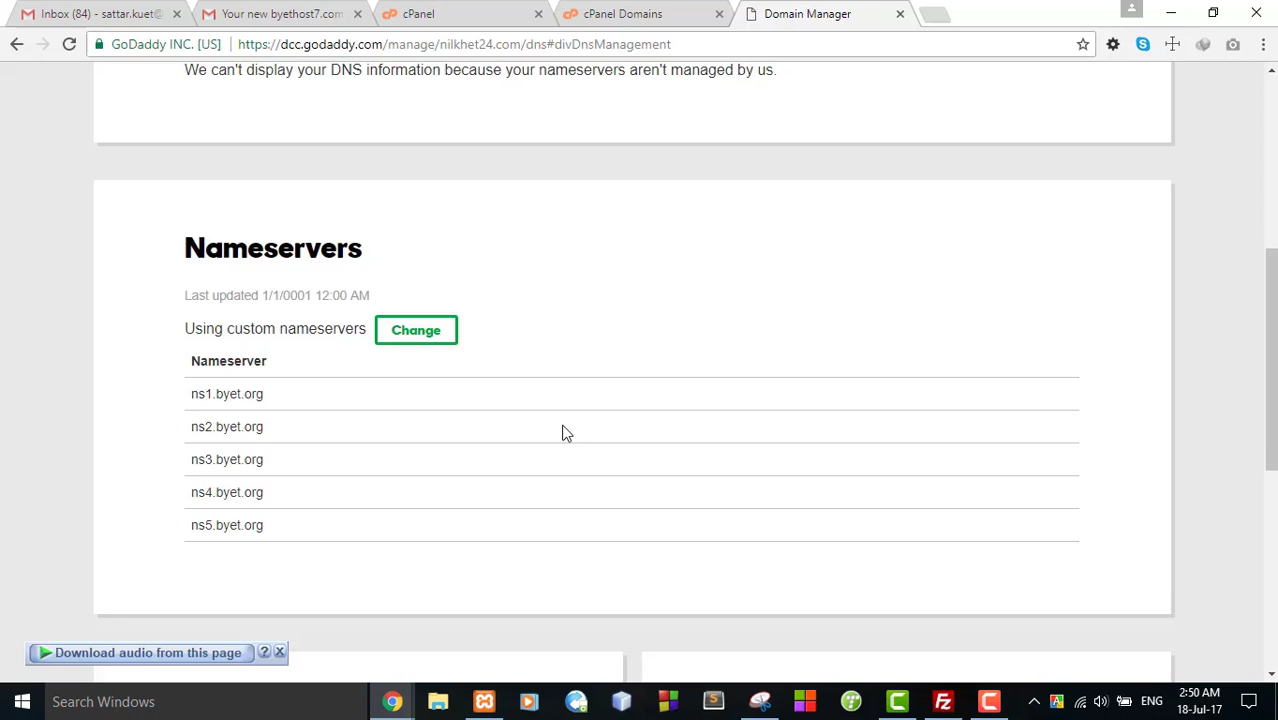 Inbox (84) - sattar.kuet@
Your new byethost7.com
cPanel
cPanel Domains
Domain Manager
GoDaddy INC. [US]
https://dcc.godaddy.com/manage/nilkhet24.com/dns#divDnsManagement
We can't display your DNS information because your nameservers aren't managed by us.
Nameservers
Last updated 1/1/0001 12:00 AM
Using custom nameservers
Change
Nameserver
ns1.byet.org
ns2.byet.org
ns3.byet.org
ns4.byet.org
ns5.byet.org
Download audio from this page
?
Search Windows
ENG
2:50 AM
18-Jul-17